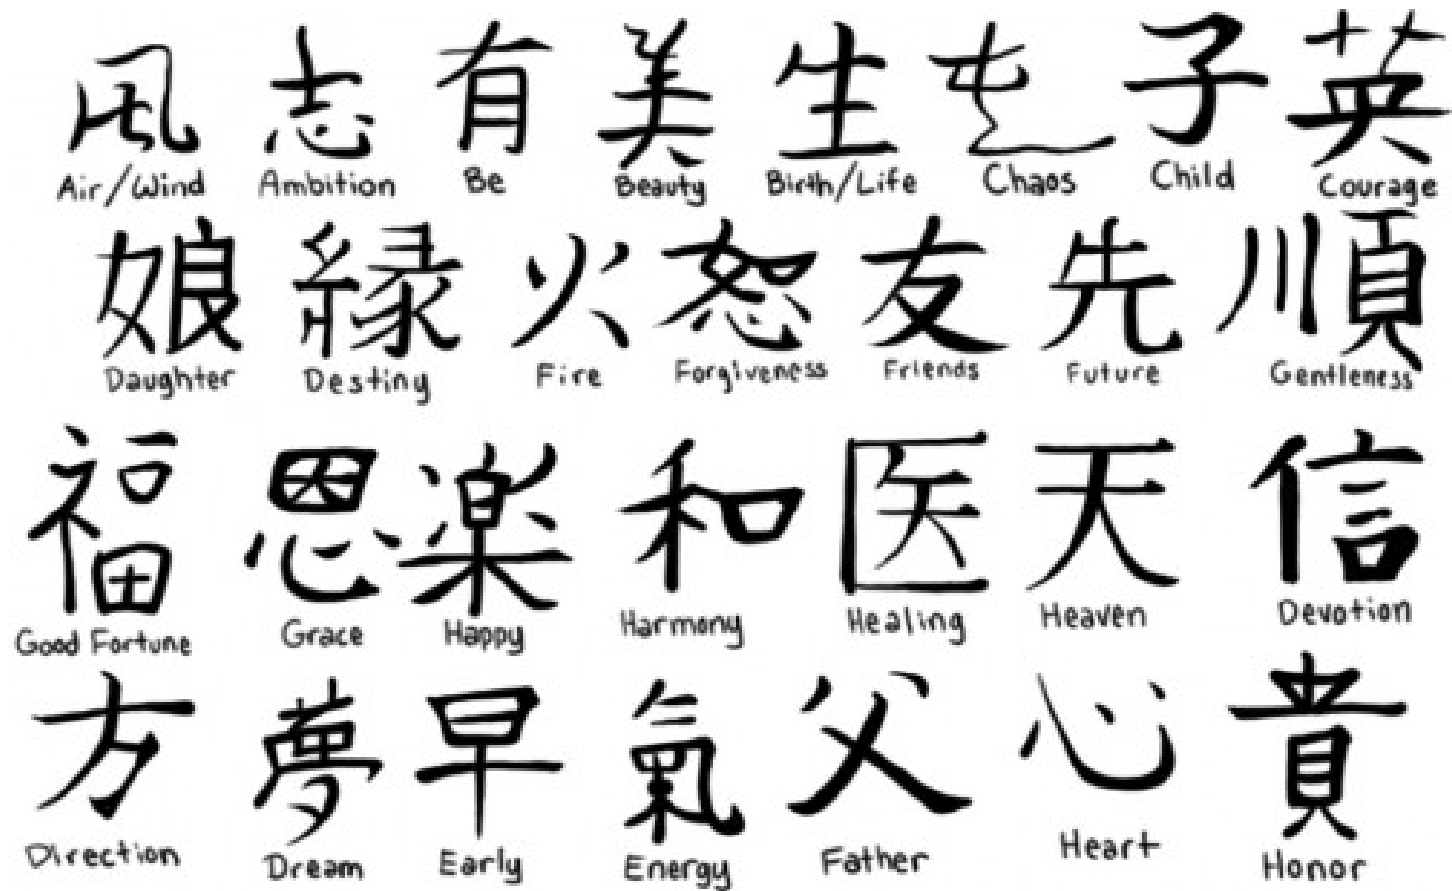 風 志 有 美 生 屯 子 英
Air/Wind Ambition Be Beauty Birth/Life Chaos Child Courage
娘 縁 火 恕 友 先 順
Daughter Destiny Fire Forgiveness Friends Future Gentleness
福 恩 楽 和 医 天 信
Good Fortune Grace Happy Harmony Healing Heaven Devotion
方 夢 早 氣 父 心 貴
Direction Dream Early Energy Father Heart Honor